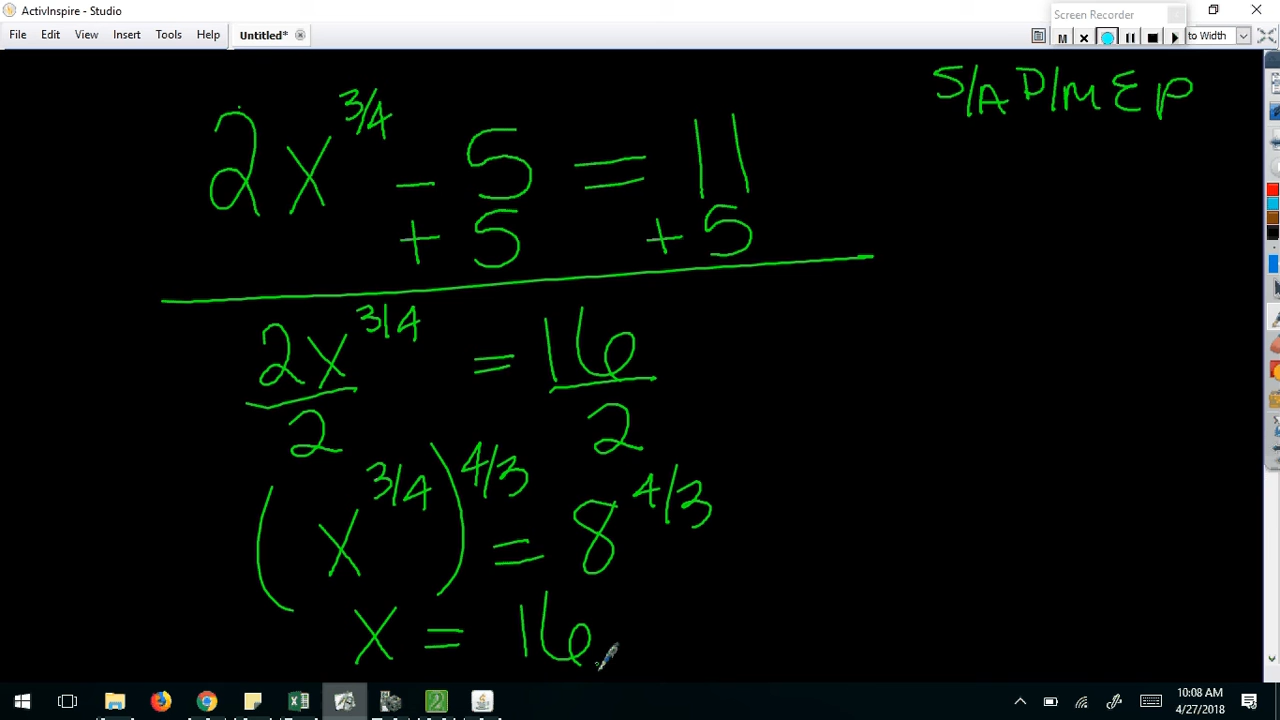 ActivInspire - Studio
Screen Recorder
File Edit View Insert Tools Help Untitled*
M
to Width
S/A D/M E P
2x^3/4 - 5 = 11
+ 5 + 5
2x^3/4 = 16
2 2
(x^3/4)^4/3 = 8^4/3
x = 16
10:08 AM
4/27/2018